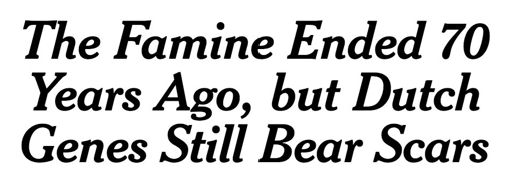 The Famine Ended 70
Years Ago, but Dutch
Genes Still Bear Scars